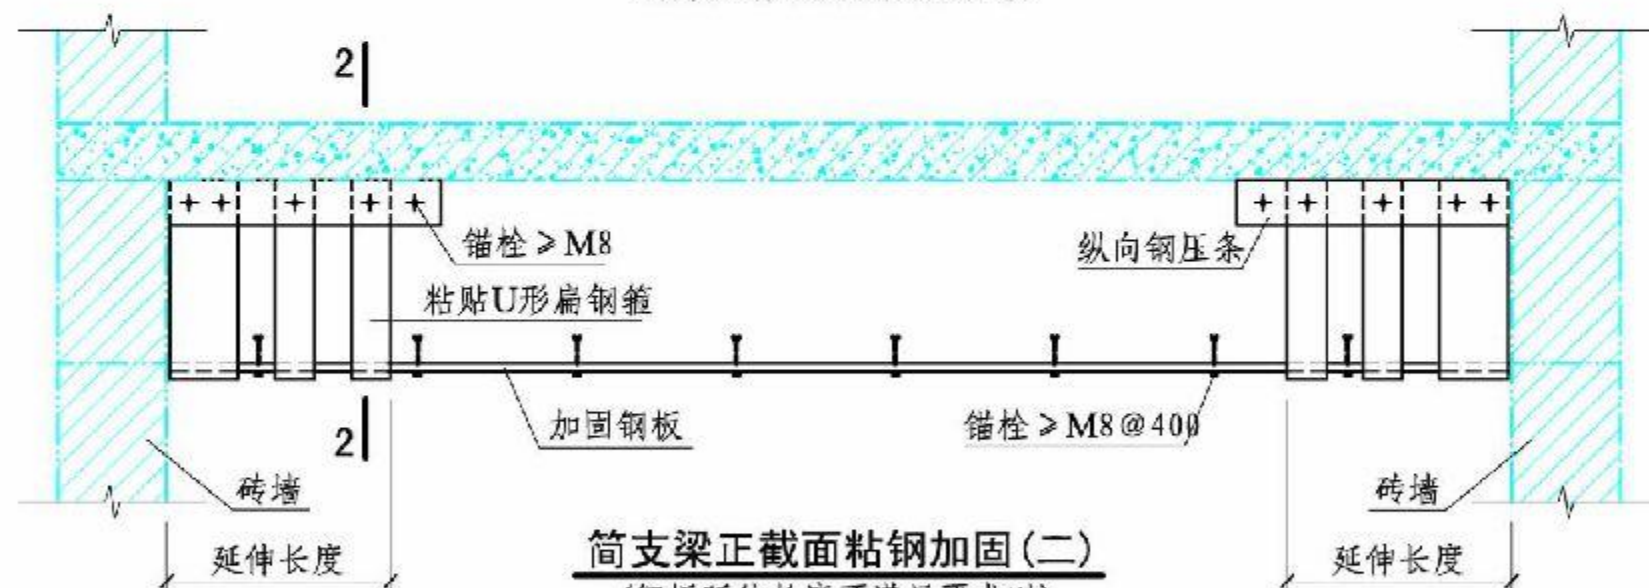 2
锚栓≥M8
纵向钢压条
粘贴U形扁钢箍
加固钢板
锚栓≥M8@400
2
砖墙
砖墙
延伸长度
简支梁正截面粘钢加固(二)
延伸长度